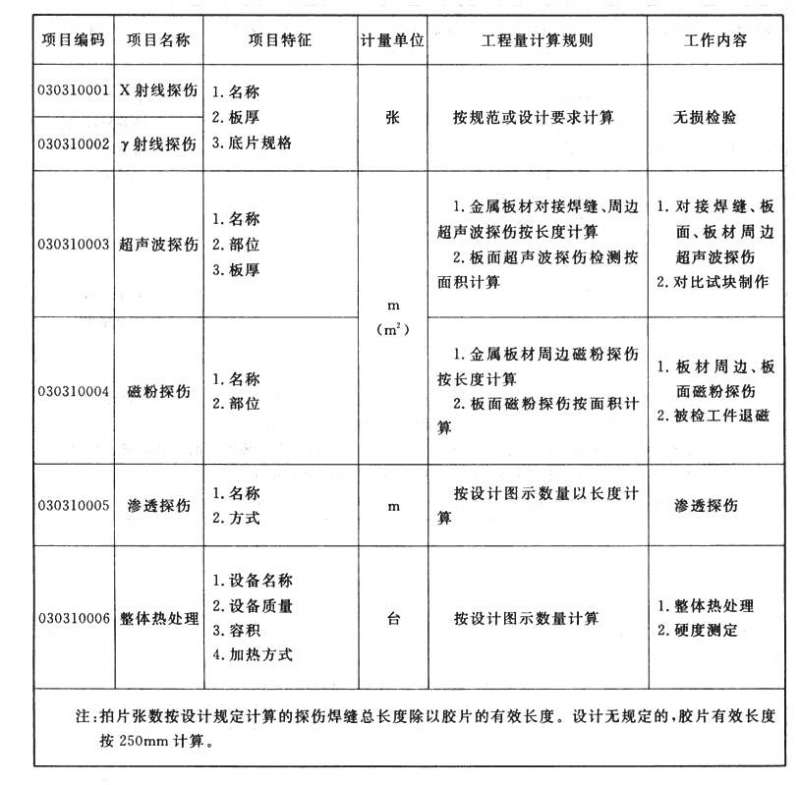 项目编码 项目名称 项目特征 计量单位 工程量计算规则 工作内容
030310001 X射线探伤
030310002 γ射线探伤
1.名称
2.板厚
3.底片规格
张
按规范或设计要求计算
无损检验
030310003 超声波探伤
1.名称
2.部位
3.板厚
m
(m²)
1.金属板材对接焊缝、周边
超声波探伤按长度计算
2.板面超声波探伤检测按
面积计算
1.对接焊缝、板
面、板材周边
超声波探伤
2.对比试块制作
030310004 磁粉探伤
1.名称
2.部位
1.金属板材周边磁粉探伤
按长度计算
2.板面磁粉探伤按面积计
算
1.板材周边、板
面磁粉探伤
2.被检工件退磁
030310005 渗透探伤
1.名称
2.方式
m
按设计图示数量以长度计
算
渗透探伤
030310006 整体热处理
1.设备名称
2.设备质量
3.容积
4.加热方式
台
按设计图示数量计算
1.整体热处理
2.硬度测定
注:拍片张数按设计规定计算的探伤焊缝总长度除以胶片的有效长度。设计无规定的,胶片有效长度
按250mm计算。